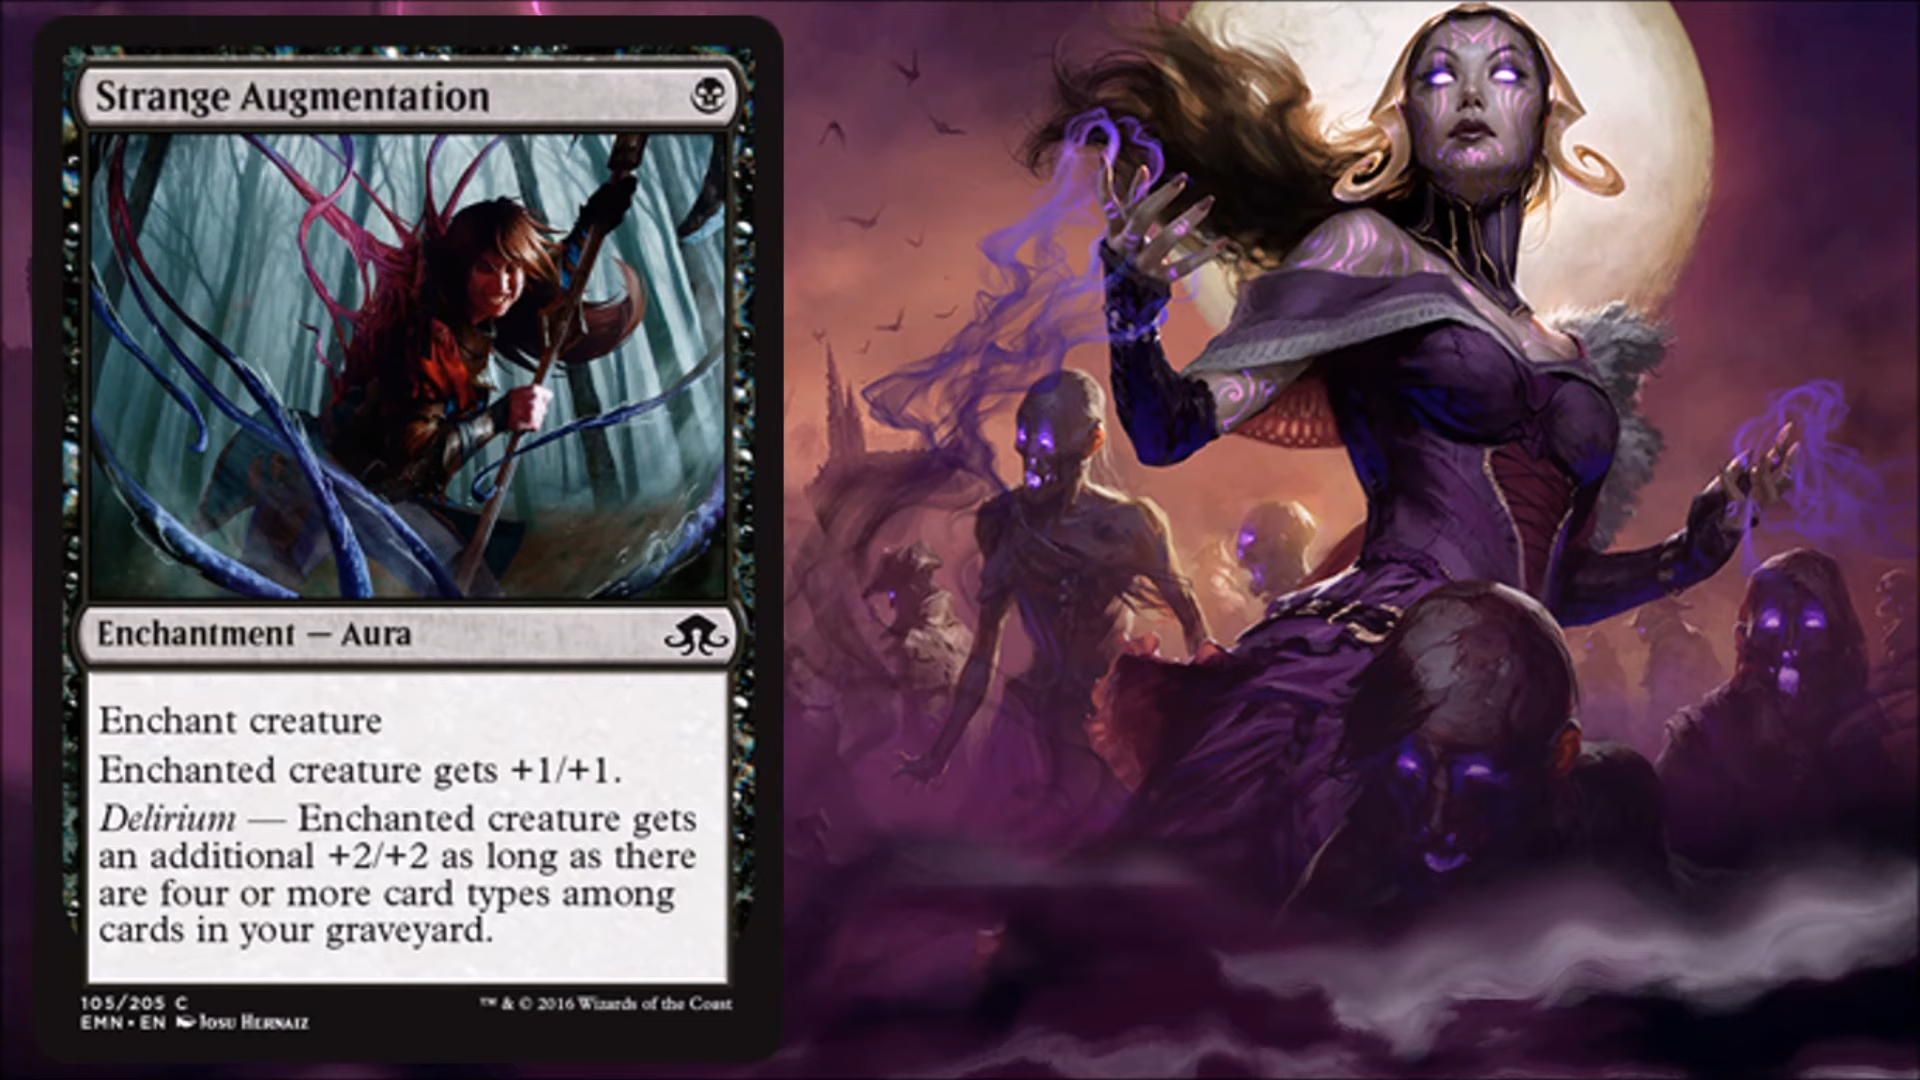 Strange Augmentation
Enchantment — Aura
Enchant creature
Enchanted creature gets +1/+1.
Delirium — Enchanted creature gets
an additional +2/+2 as long as there
are four or more card types among
cards in your graveyard.
105/205 C
™ & © 2016 Wizards of the Coast
EMN • EN Josu Hernaiz